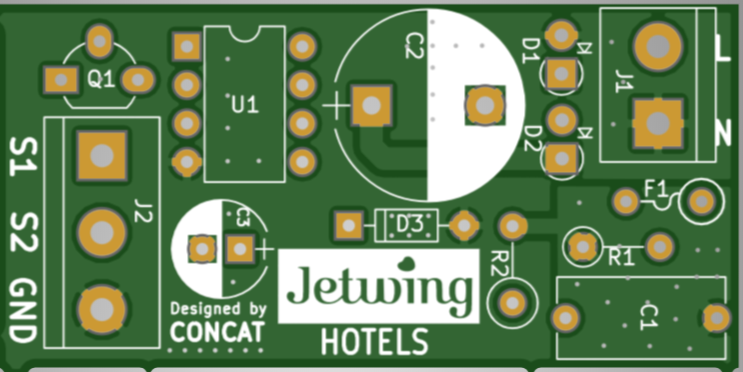 Q1
U1
C2
D1
D2
J1
L
N
S1
S2
GND
J2
C3
D3
R2
F1
R1
C1
Designed by
CONCAT
Jetwing
HOTELS